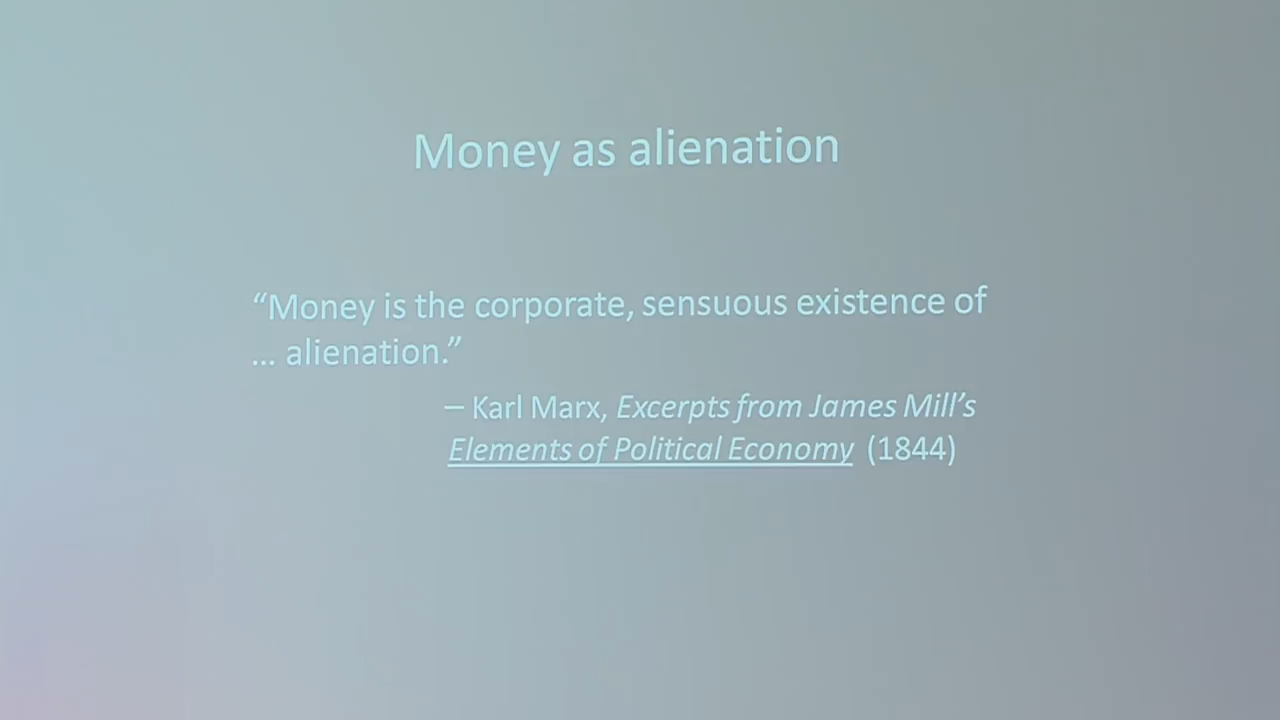 Money as alienation
“Money is the corporate, sensuous existence of
... alienation.”
– Karl Marx, Excerpts from James Mill’s
Elements of Political Economy (1844)